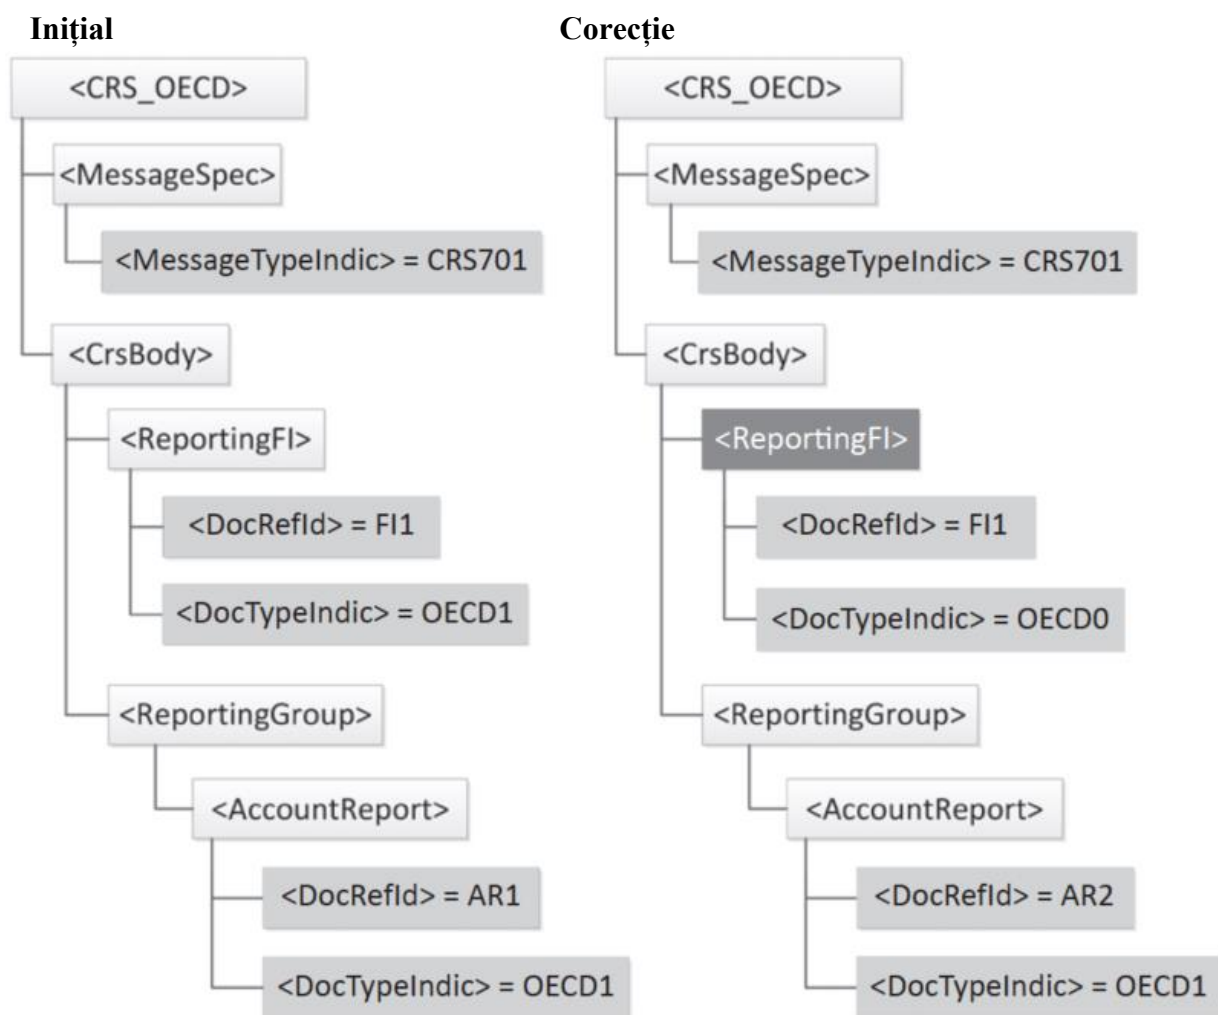 Inițial
<CRS_OECD>
<MessageSpec>
<MessageTypeIndic> = CRS701
<CrsBody>
<ReportingFI>
<DocRefId> = FI1
<DocTypeIndic> = OECD1
<ReportingGroup>
<AccountReport>
<DocRefId> = AR1
<DocTypeIndic> = OECD1
Corecție
<CRS_OECD>
<MessageSpec>
<MessageTypeIndic> = CRS701
<CrsBody>
<ReportingFI>
<DocRefId> = FI1
<DocTypeIndic> = OECD0
<ReportingGroup>
<AccountReport>
<DocRefId> = AR2
<DocTypeIndic> = OECD1